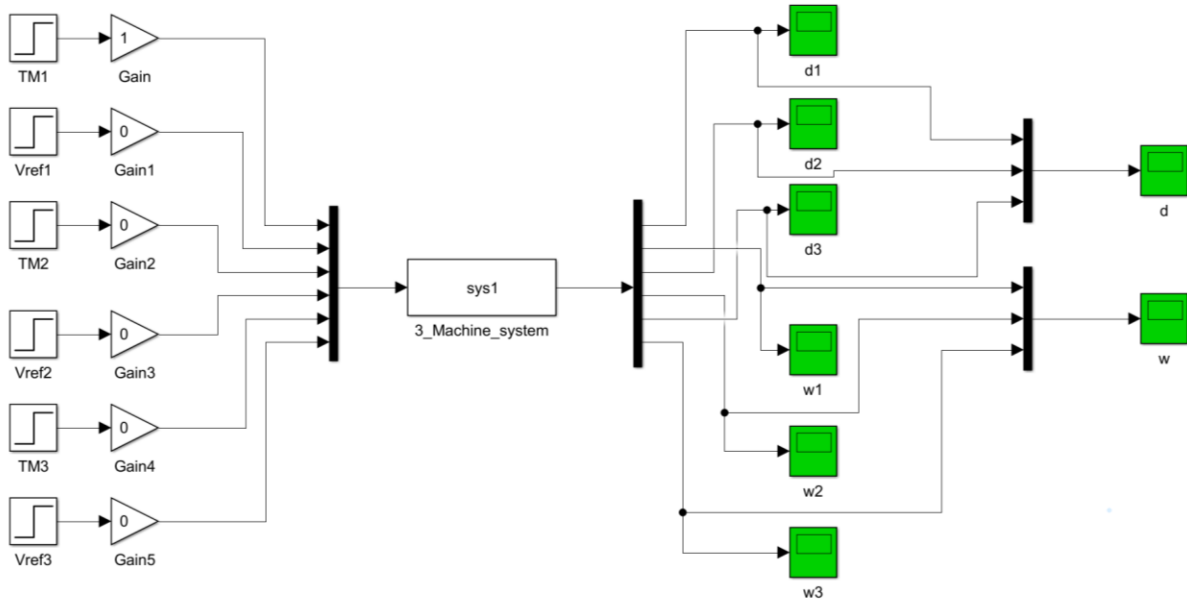 1
TM1
Gain
0
Vref1
Gain1
0
TM2
Gain2
0
Vref2
Gain3
0
TM3
Gain4
0
Vref3
Gain5
sys1
3_Machine_system
d1
d2
d3
w1
w2
w3
d
w